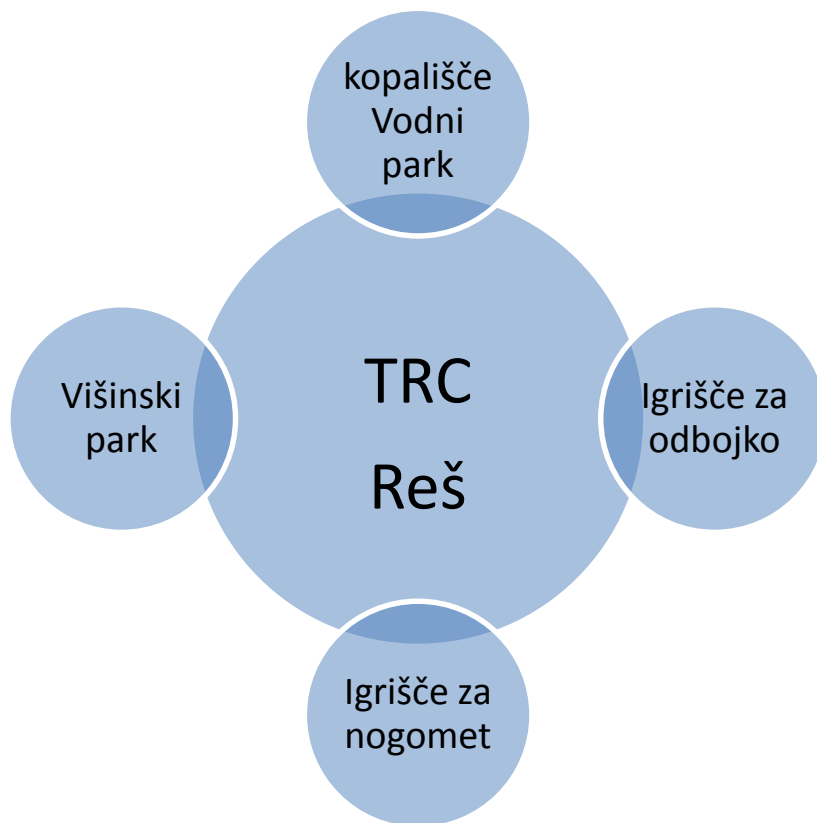 kopališče
Vodni
park
Višinski
park
TRC
Reš
Igrišče za
odbojko
Igrišče za
nogomet